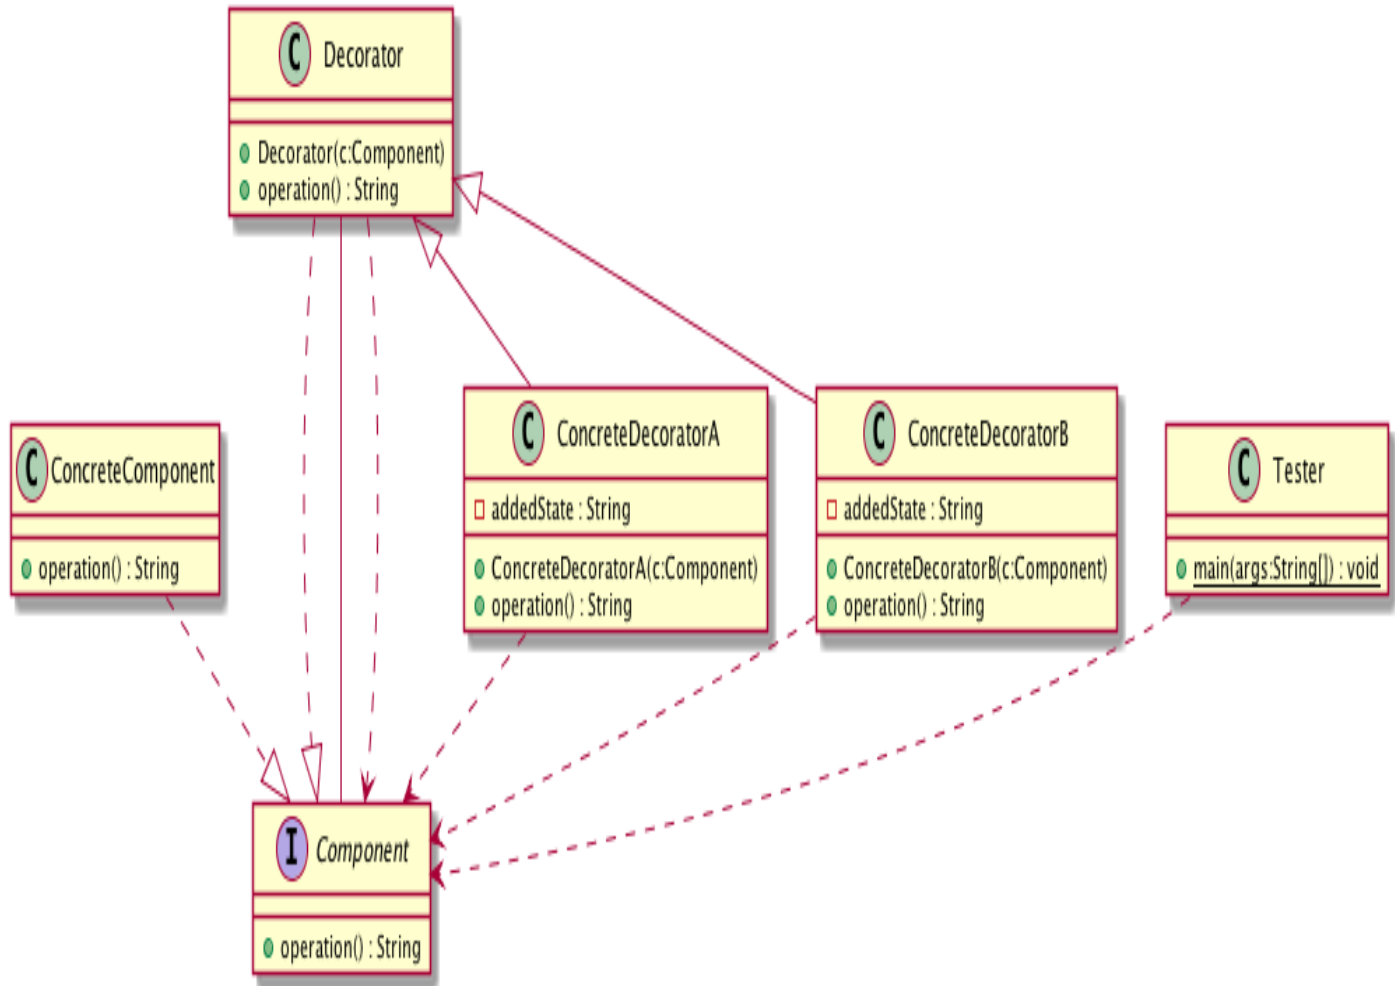 C Decorator
Decorator(c:Component)
operation() : String
C ConcreteComponent
operation() : String
C ConcreteDecoratorA
addedState : String
ConcreteDecoratorA(c:Component)
operation() : String
C ConcreteDecoratorB
addedState : String
ConcreteDecoratorB(c:Component)
operation() : String
C Tester
main(args:String[]) : void
I Component
operation() : String